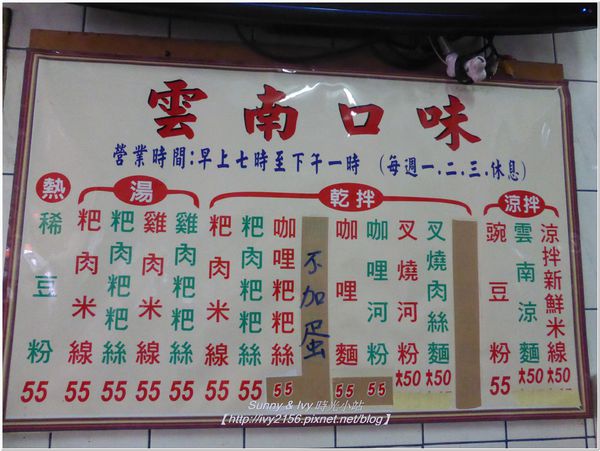 雲南口味
營業時間:早上七時至下午一時 (每週一.二.三.休息)
熱
湯
乾拌
涼拌
稀豆粉 55
粑肉米線 55
粑肉粑粑絲 55
雞肉米線 55
雞肉粑粑絲 55
粑肉米線 55
粑肉粑粑絲 55
咖哩粑粑絲 55
不加蛋
咖哩麵 55
咖哩河粉 55
叉燒河粉 大50
叉燒肉絲麵 大50
豌豆粉 55
雲南涼麵 大50
涼拌新鮮米線 大50
Sunny & Ivy 時光小站
【http://ivy2156.pixnet.net/blog】